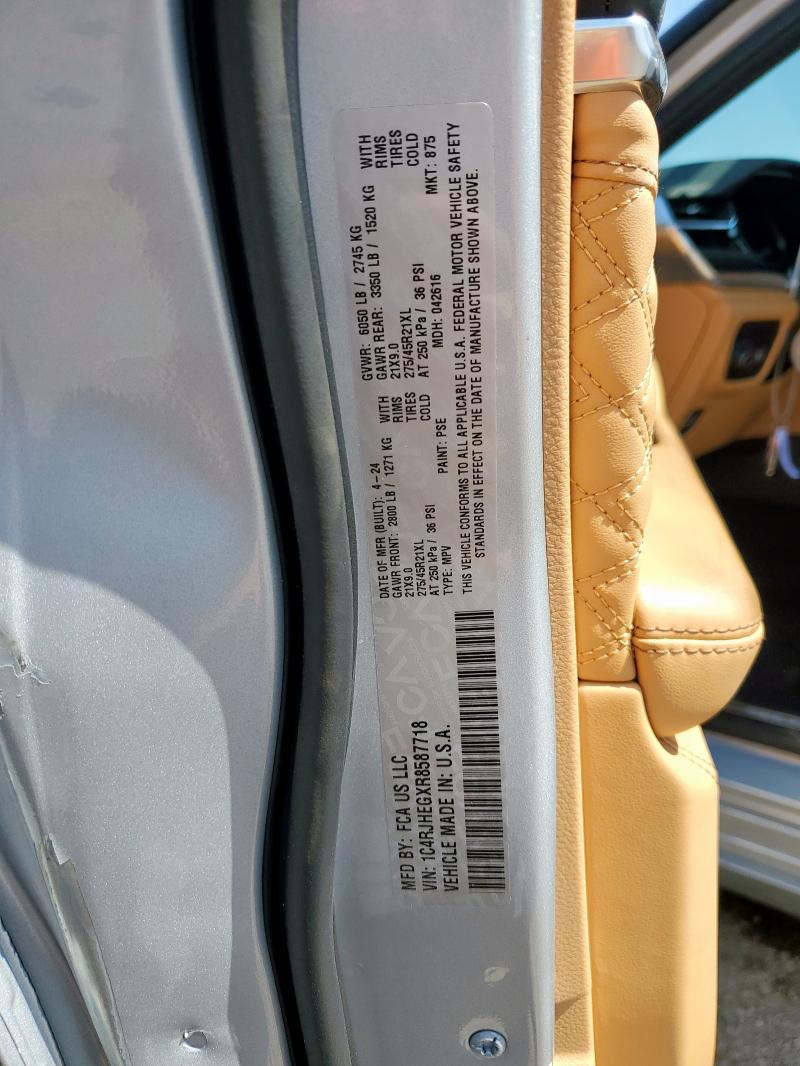 MFD BY: FCA US LLC
VIN: 1C4RJHEGXR8587718
VEHICLE MADE IN: U.S.A.
DATE OF MFR (BUILT): 4-24
GAWR FRONT: 2800 LB / 1271 KG WITH
21X9.0 RIMS
275/45R21XL TIRES
AT 250 kPa / 36 PSI COLD
TYPE: MPV PAINT: PSE
GVWR: 6050 LB / 2745 KG
GAWR REAR: 3350 LB / 1520 KG WITH
21X9.0 RIMS
275/45R21XL TIRES
AT 250 kPa / 36 PSI COLD
MDH: 042616 MKT: 875
THIS VEHICLE CONFORMS TO ALL APPLICABLE U.S.A. FEDERAL MOTOR VEHICLE SAFETY
STANDARDS IN EFFECT ON THE DATE OF MANUFACTURE SHOWN ABOVE.